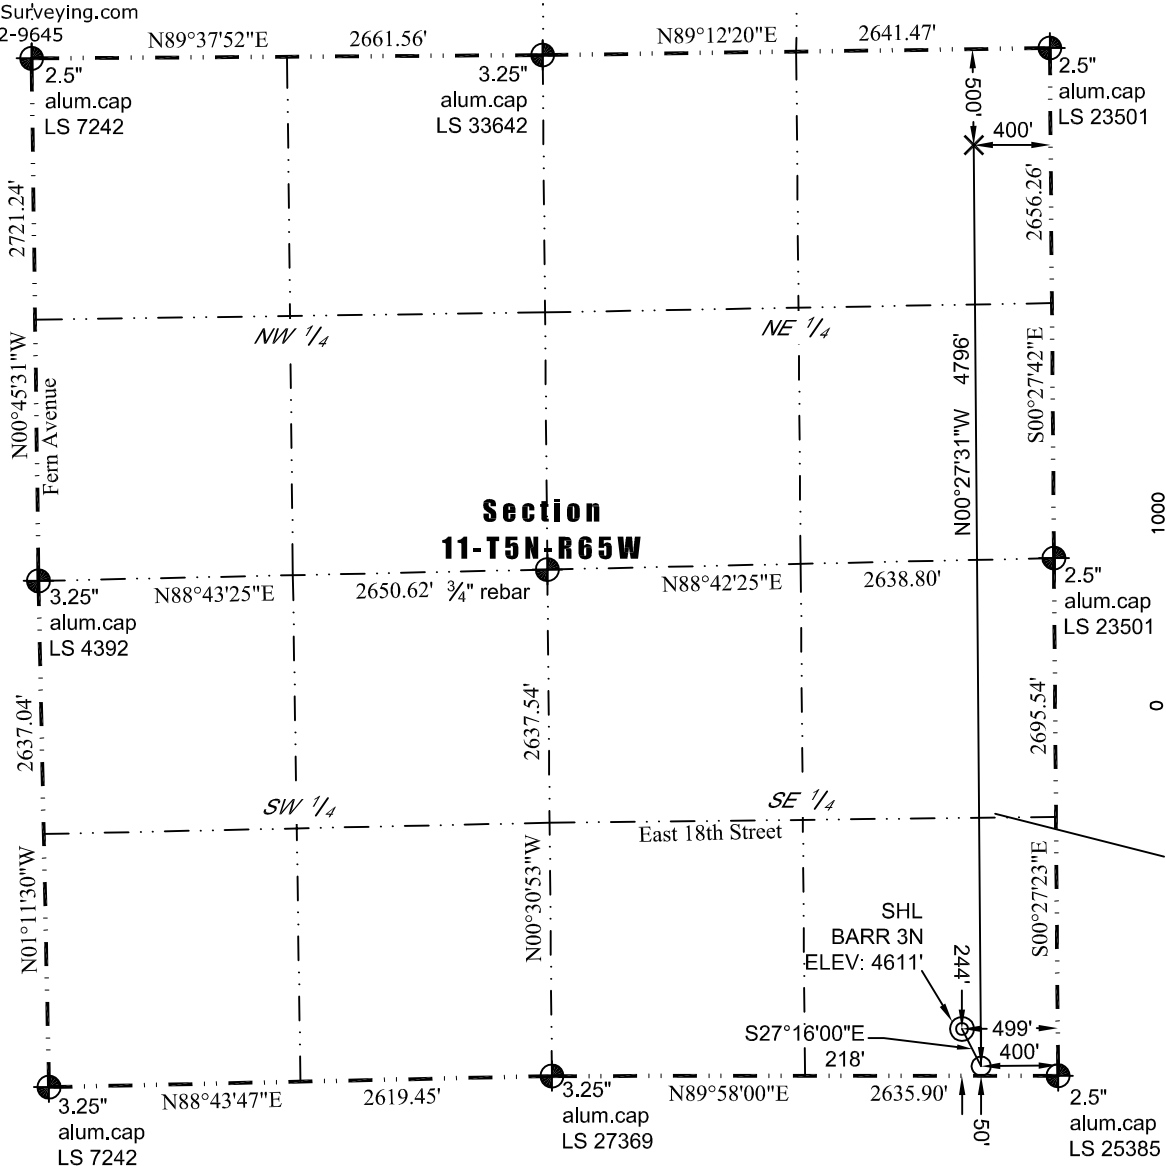 Surveying.com
2-9645
N89°37'52"E
2661.56'
N89°12'20"E
2641.47'
2.5"
alum.cap
LS 7242
3.25"
alum.cap
LS 33642
2.5"
alum.cap
LS 23501
500'
400'
2721.24'
2656.26'
NW 1/4
NE 1/4
N00°45'31"W
Fern Avenue
N00°27'31"W 4796'
S00°27'42"E
Section
11-T5N-R65W
1000
N88°43'25"E
2650.62'
¾" rebar
N88°42'25"E
2638.80'
3.25"
alum.cap
LS 4392
2.5"
alum.cap
LS 23501
2637.04'
2637.54'
2695.54'
0
SW 1/4
SE 1/4
East 18th Street
N01°11'30"W
N00°30'53"W
S00°27'23"E
SHL
BARR 3N
ELEV: 4611'
244'
499'
S27°16'00"E
218'
400'
N88°43'47"E
2619.45'
N89°58'00"E
2635.90'
50'
3.25"
alum.cap
LS 7242
3.25"
alum.cap
LS 27369
2.5"
alum.cap
LS 25385